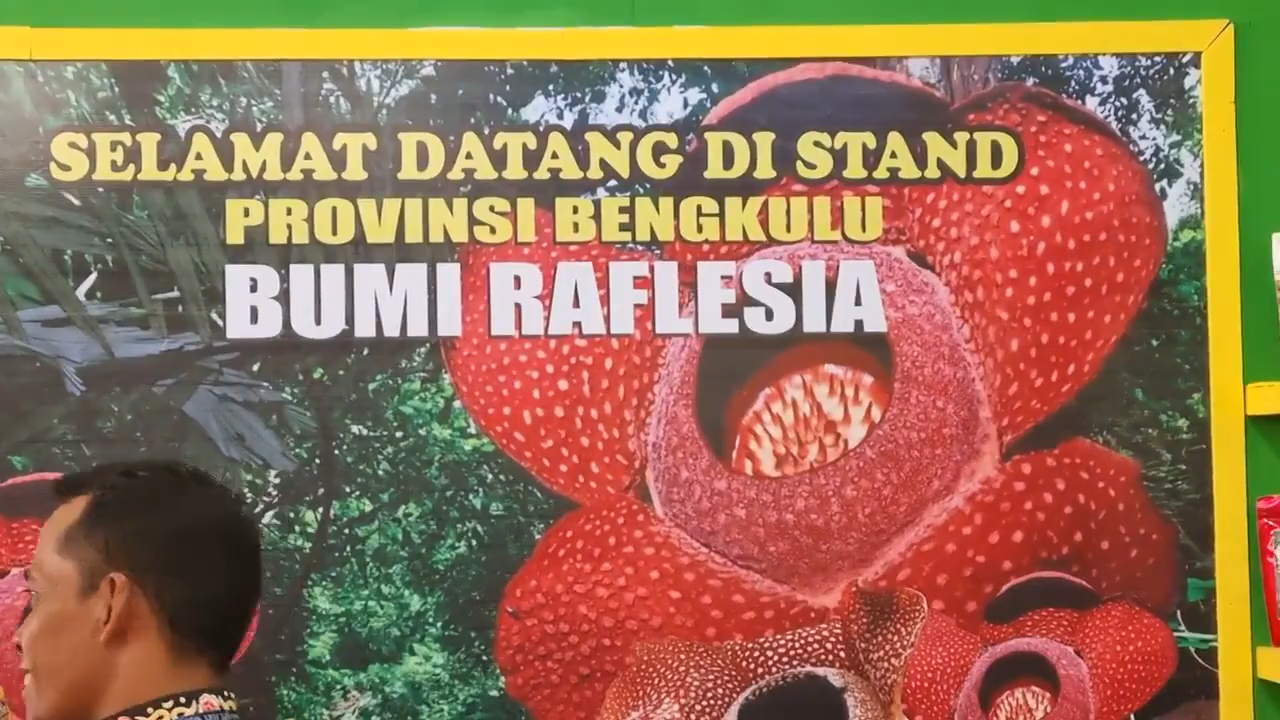 SELAMAT DATANG DI STAND
PROVINSI BENGKULU
BUMI RAFLESIA